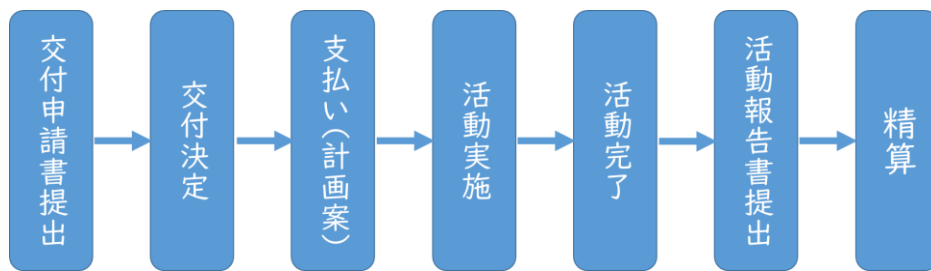 交付申請書提出
交付決定
支払い（計画案）
活動実施
活動完了
活動報告書提出
精算